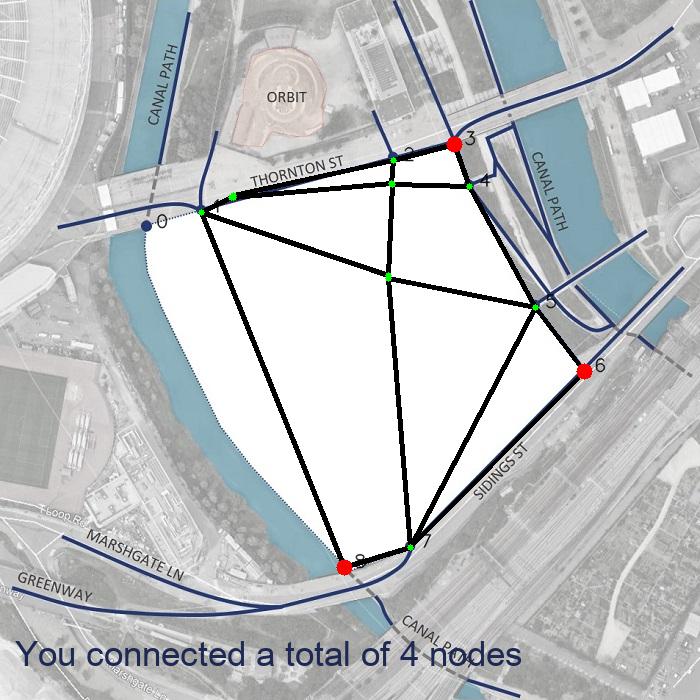 CANAL PATH
ORBIT
THORNTON ST
2
3
4
CANAL PATH
0
5
6
SIDINGS ST
7
8
MARSHGATE LN
GREENWAY
CANAL PATH
You connected a total of 4 nodes